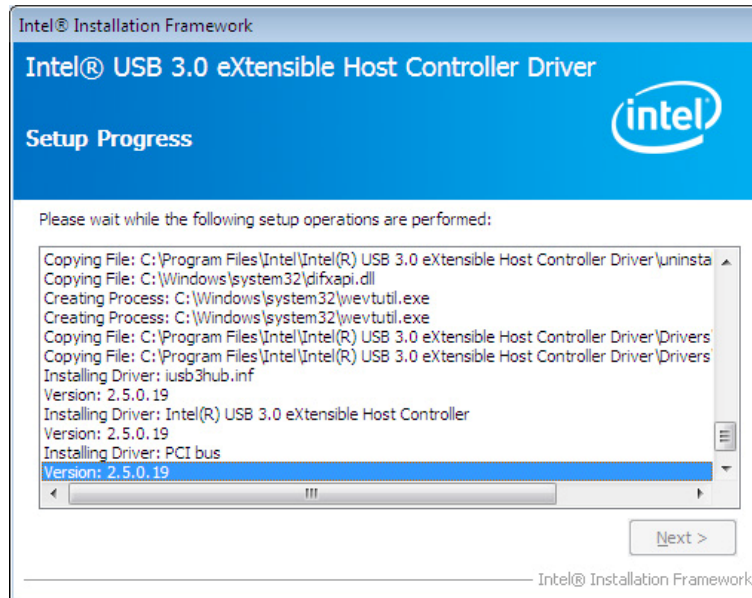 Intel® Installation Framework
Intel® USB 3.0 eXtensible Host Controller Driver
intel
Setup Progress
Please wait while the following setup operations are performed:
Copying File: C:\Program Files\Intel\Intel(R) USB 3.0 eXtensible Host Controller Driver\uninsta
Copying File: C:\Windows\system32\difxapi.dll
Creating Process: C:\Windows\system32\wevtutil.exe
Creating Process: C:\Windows\system32\wevtutil.exe
Copying File: C:\Program Files\Intel\Intel(R) USB 3.0 eXtensible Host Controller Driver\Drivers
Copying File: C:\Program Files\Intel\Intel(R) USB 3.0 eXtensible Host Controller Driver\Drivers
Installing Driver: iusb3hub.inf
Version: 2.5.0.19
Installing Driver: Intel(R) USB 3.0 eXtensible Host Controller
Version: 2.5.0.19
Installing Driver: PCI bus
Version: 2.5.0.19
Next >
Intel® Installation Framework